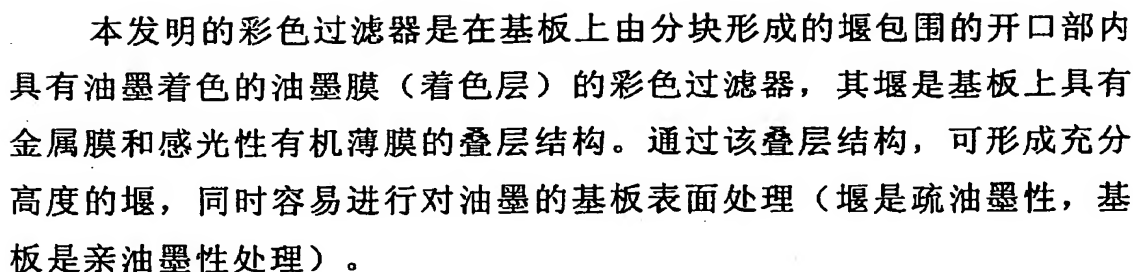 本发明的彩色过滤器是在基板上由分块形成的堰包围的开口部内
具有油墨着色的油墨膜（着色层）的彩色过滤器，其堰是基板上具有
金属膜和感光性有机薄膜的叠层结构。通过该叠层结构，可形成充分
高度的堰，同时容易进行对油墨的基板表面处理（堰是疏油墨性，基
板是亲油墨性处理）。